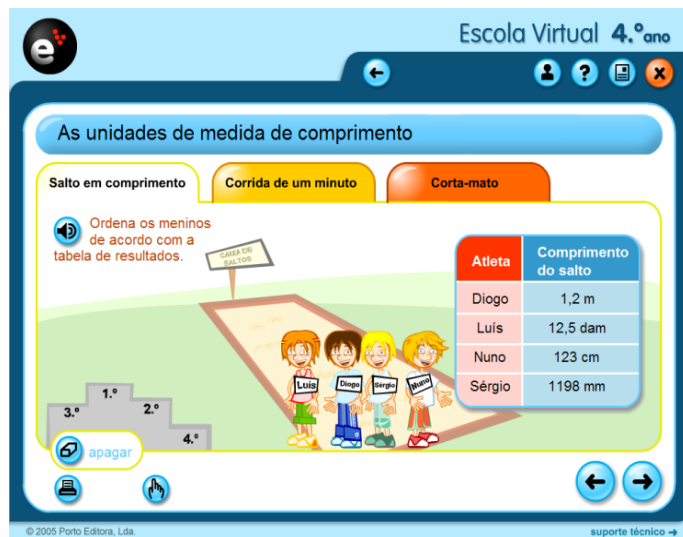 Escola Virtual 4.º ano
As unidades de medida de comprimento
Salto em comprimento
Corrida de um minuto
Corta-mato
Ordena os meninos
de acordo com a
tabela de resultados.
CAIXA DE
SALTOS
Atleta Comprimento
do salto
Diogo 1,2 m
Luís 12,5 dam
Nuno 123 cm
Sérgio 1198 mm
Luís Diogo Sérgio Nuno
1.º
3.º 2.º
4.º
apagar
© 2005 Porto Editora, Lda.
suporte técnico